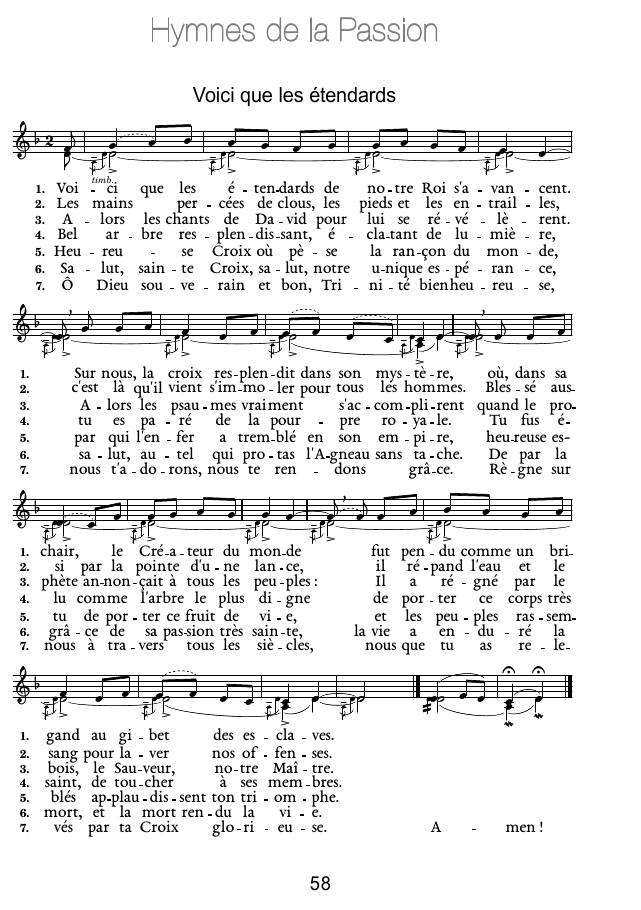 Hymnes de la Passion
Voici que les étendards
2
timb.
1. Voi - ci que les é - ten-dards de no - tre Roi s'a - van - cent.
2. Les mains per - cées de clous, les pieds et les en - trail - les,
3. A - lors les chants de Da - vid pour lui se ré - vé - lè - rent.
4. Bel ar - bre res - plen - dis - sant, é - cla - tant de lu - miè - re,
5. Heu - reu - se Croix où pè - se la ran - çon du mon - de,
6. Sa - lut, sain - te Croix, sa - lut, notre u - nique es - pé - ran - ce,
7. Ô Dieu sou - ve - rain et bon, Tri - ni - té bien heu - reu - se,
1. Sur nous, la croix res - plen - dit dans son mys - tè - re, où, dans sa
2. c'est là qu'il vient s'im - mo - ler pour tous les hommes. Bles - sé aus -
3. A - lors les psau - mes vraiment s'ac - com - plirent quand le pro -
4. tu es pa - ré de la pour - pre ro - ya - le. Tu fus é -
5. par qui l'en - fer a trem - blé en son em - pi - re, heu - reuse es -
6. sa - lut, au - tel qui pro - tas l'A - gneau sans ta - che. De par la
7. nous t'a - do - rons, nous te ren - dons grâ - ce. Rè - gne sur
1. chair, le Cré - a - teur du mon - de fut pen - du comme un bri -
2. si par la pointe d'u - ne lan - ce, il ré - pand l'eau et le
3. phète an - non - çait à tous les peu - ples : Il a ré - gné par le
4. lu comme l'arbre le plus di - gne de por - ter ce corps très
5. tu de por - ter ce fruit de vi - e, et les peu - ples ras - sem -
6. grâ - ce de sa pas - sion très sain - te, la vie a en - du - ré la
7. nous à tra - vers tous les siè - cles, nous que tu as re - le -
1. gand au gi - bet des es - cla - ves.
2. sang pour la - ver nos of - fen - ses.
3. bois, le Sau - veur, no - tre Maî - tre.
4. saint, de tou - cher à ses mem - bres.
5. blés ap - plau - dis - sent ton tri - om - phe.
6. mort, et la mort ren - du la vi - e.
7. vés par ta Croix glo - ri - eu - se. A - men !
58